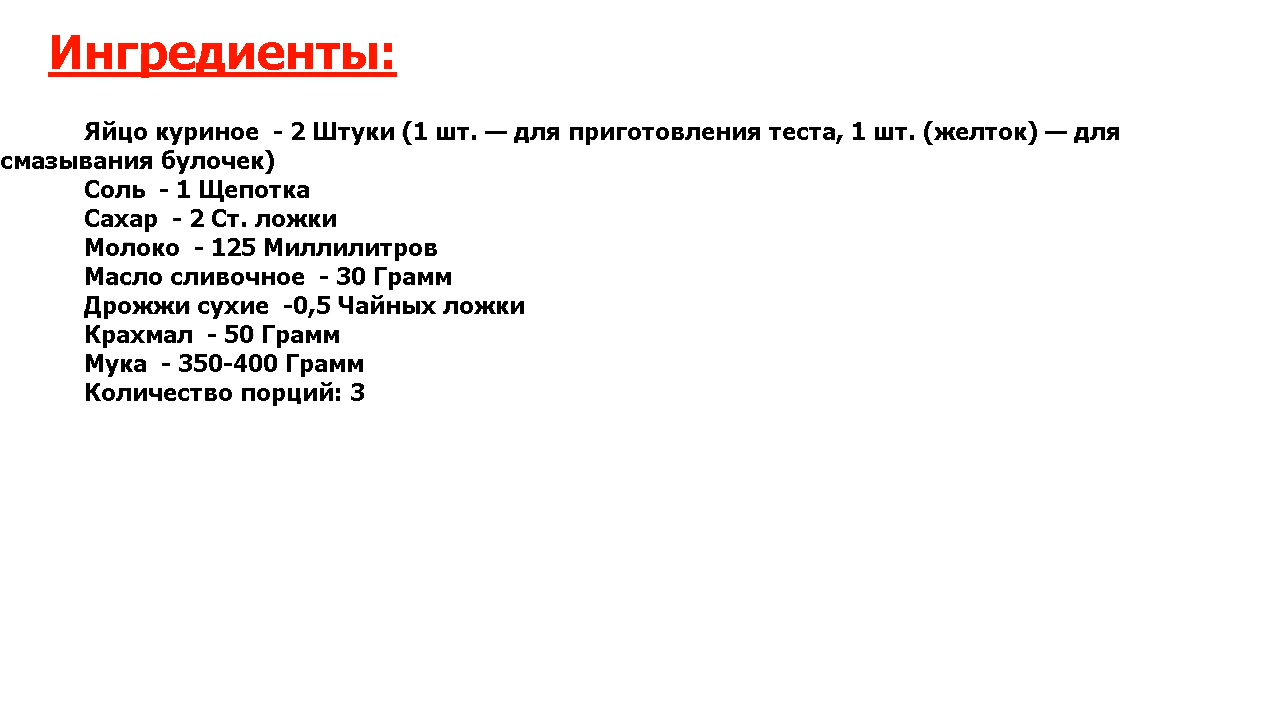 Ингредиенты:
Яйцо куриное - 2 Штуки (1 шт. — для приготовления теста, 1 шт. (желток) — для
смазывания булочек)
Соль - 1 Щепотка
Сахар - 2 Ст. ложки
Молоко - 125 Миллилитров
Масло сливочное - 30 Грамм
Дрожжи сухие -0,5 Чайных ложки
Крахмал - 50 Грамм
Мука - 350-400 Грамм
Количество порций: 3